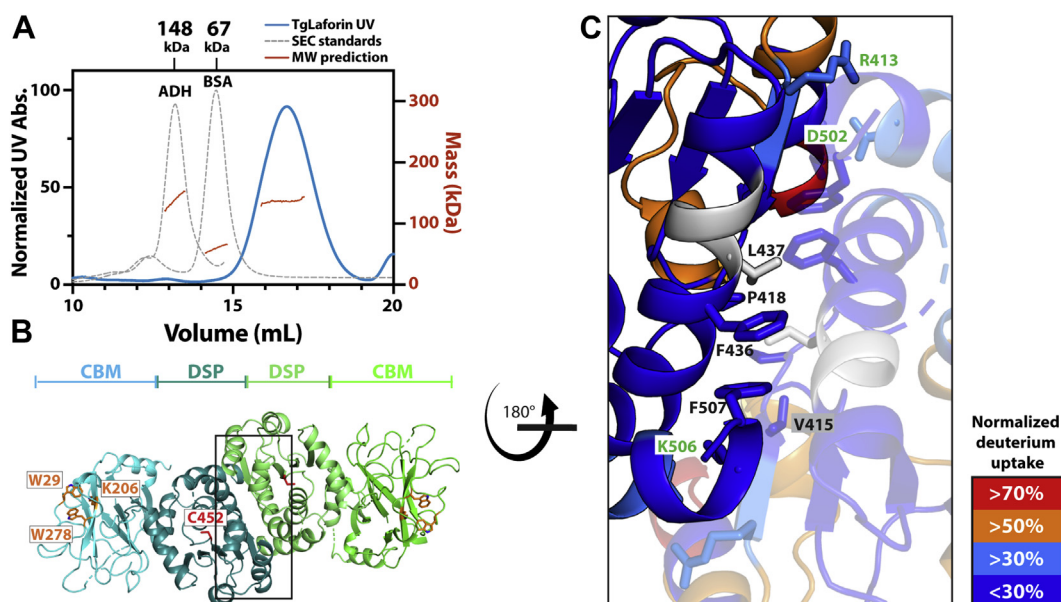 A
148
kDa
67
kDa
TgLaforin UV
SEC standards
MW prediction
ADH
BSA
Normalized UV Abs.
100
50
0
300
200
100
0
Mass (kDa)
10
15
20
Volume (mL)
B
CBM
DSP
DSP
CBM
W29
K206
W278
C452
180°
C
R413
D502
L437
P418
F436
F507
V415
K506
Normalized
deuterium
uptake
>70%
>50%
>30%
<30%